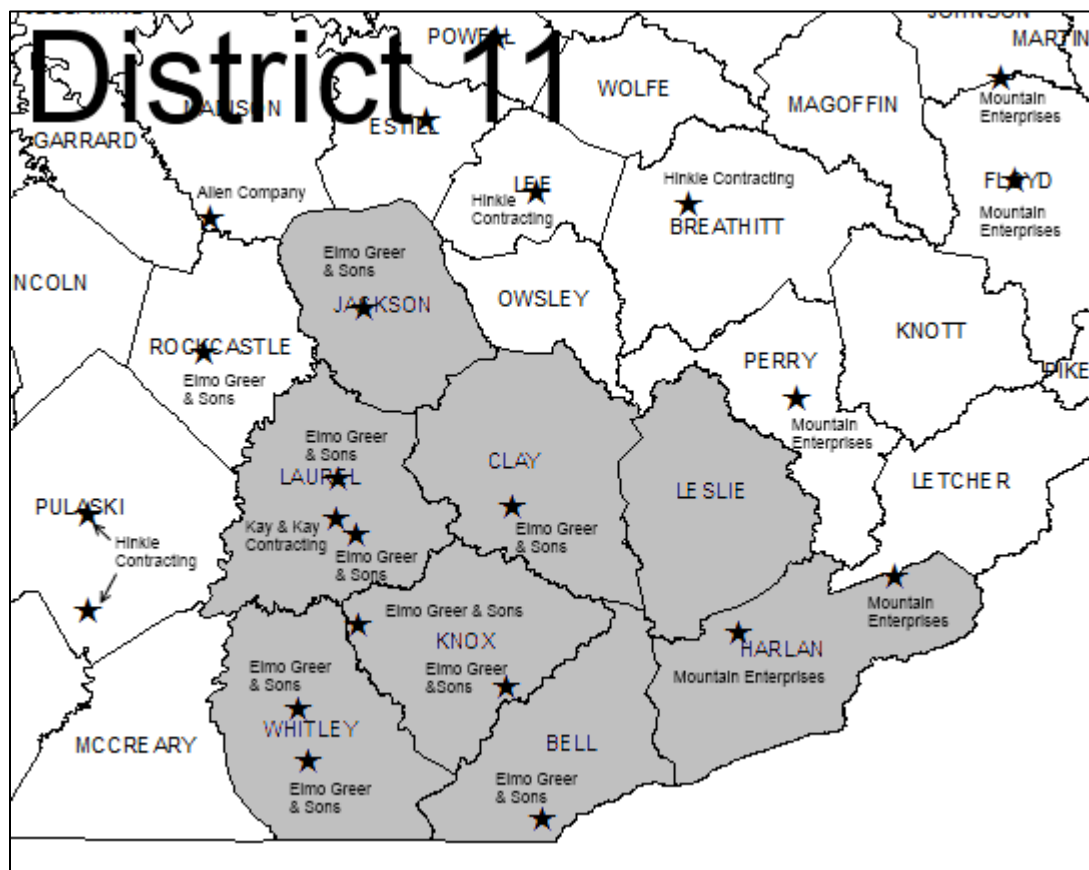 District 11
POWELL
WOLFE
JOHNSON
MARTIN
MAGOFFIN
Mountain
Enterprises
MADISON
ESTILL
GARRARD
LEE
Hinkle
Contracting
Hinkle Contracting
BREATHITT
FLOYD
Mountain
Enterprises
Allen Company
Elmo Greer
& Sons
JACKSON
NCOLN
OWSLEY
KNOTT
ROCKCASTLE
Elmo Greer
& Sons
PERRY
Mountain
Enterprises
PIKE
Elmo Greer
& Sons
LAUREL
CLAY
LESLIE
LETCHER
PULASKI
Hinkle
Contracting
Kay & Kay
Contracting
Elmo Greer
& Sons
Elmo Greer
& Sons
Mountain
Enterprises
Elmo Greer & Sons
KNOX
HARLAN
Mountain Enterprises
Elmo Greer
&Sons
Elmo Greer
& Sons
WHITLEY
MCCREARY
BELL
Elmo Greer
& Sons
Elmo Greer
& Sons